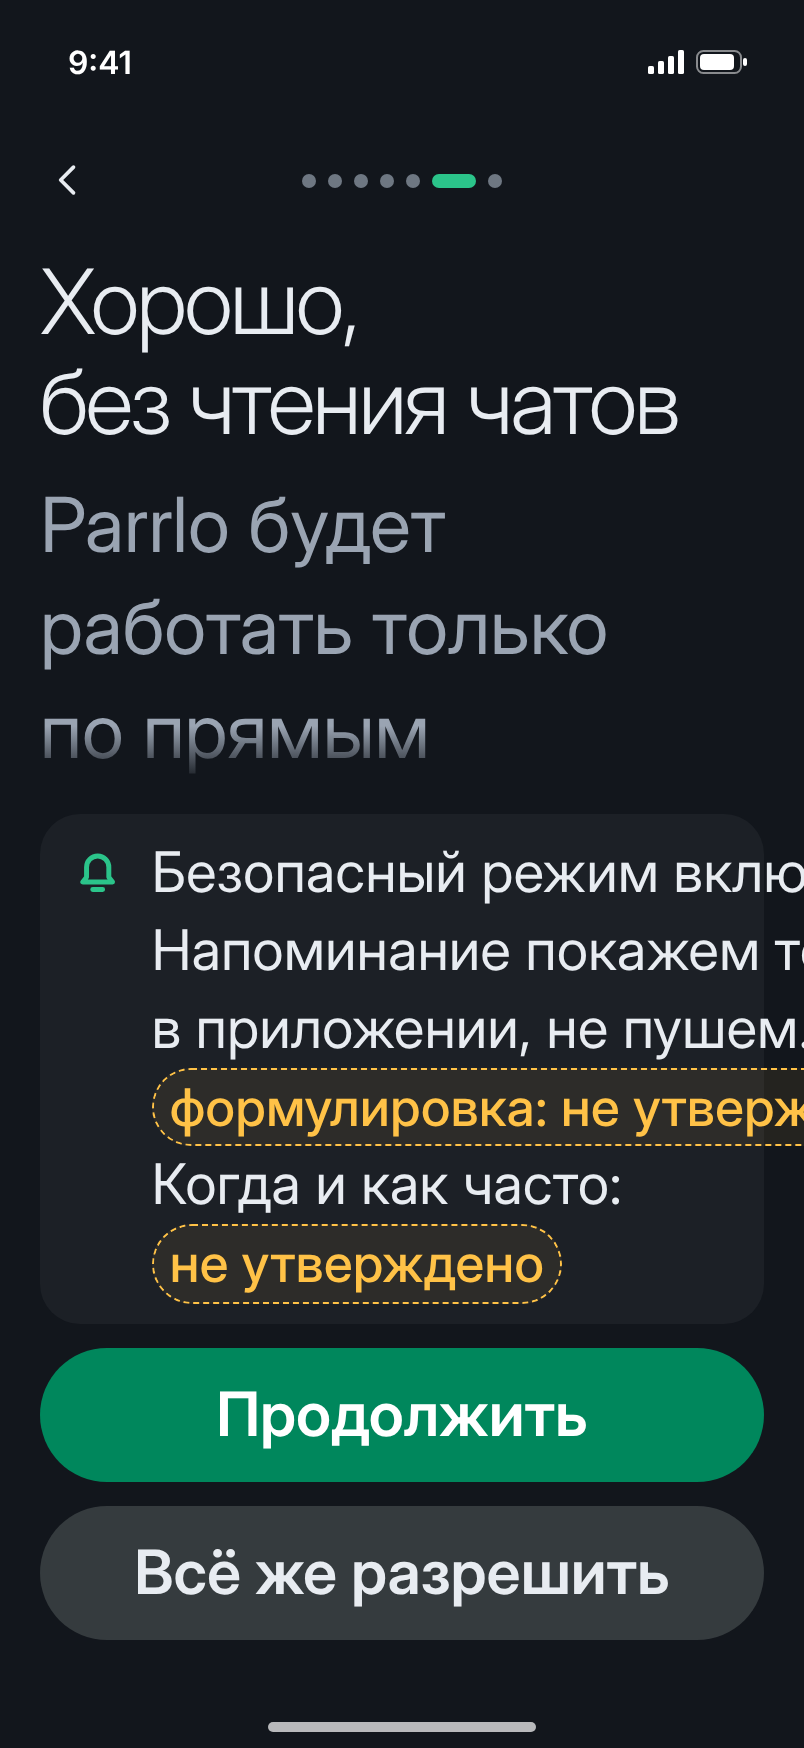 9:41
Хорошо,
без чтения чатов
Parrlo будет
работать только
по прямым
Безопасный режим вклю
Напоминание покажем т
в приложении, не пушем.
формулировка: не утверж
Когда и как часто:
не утверждено
Продолжить
Всё же разрешить